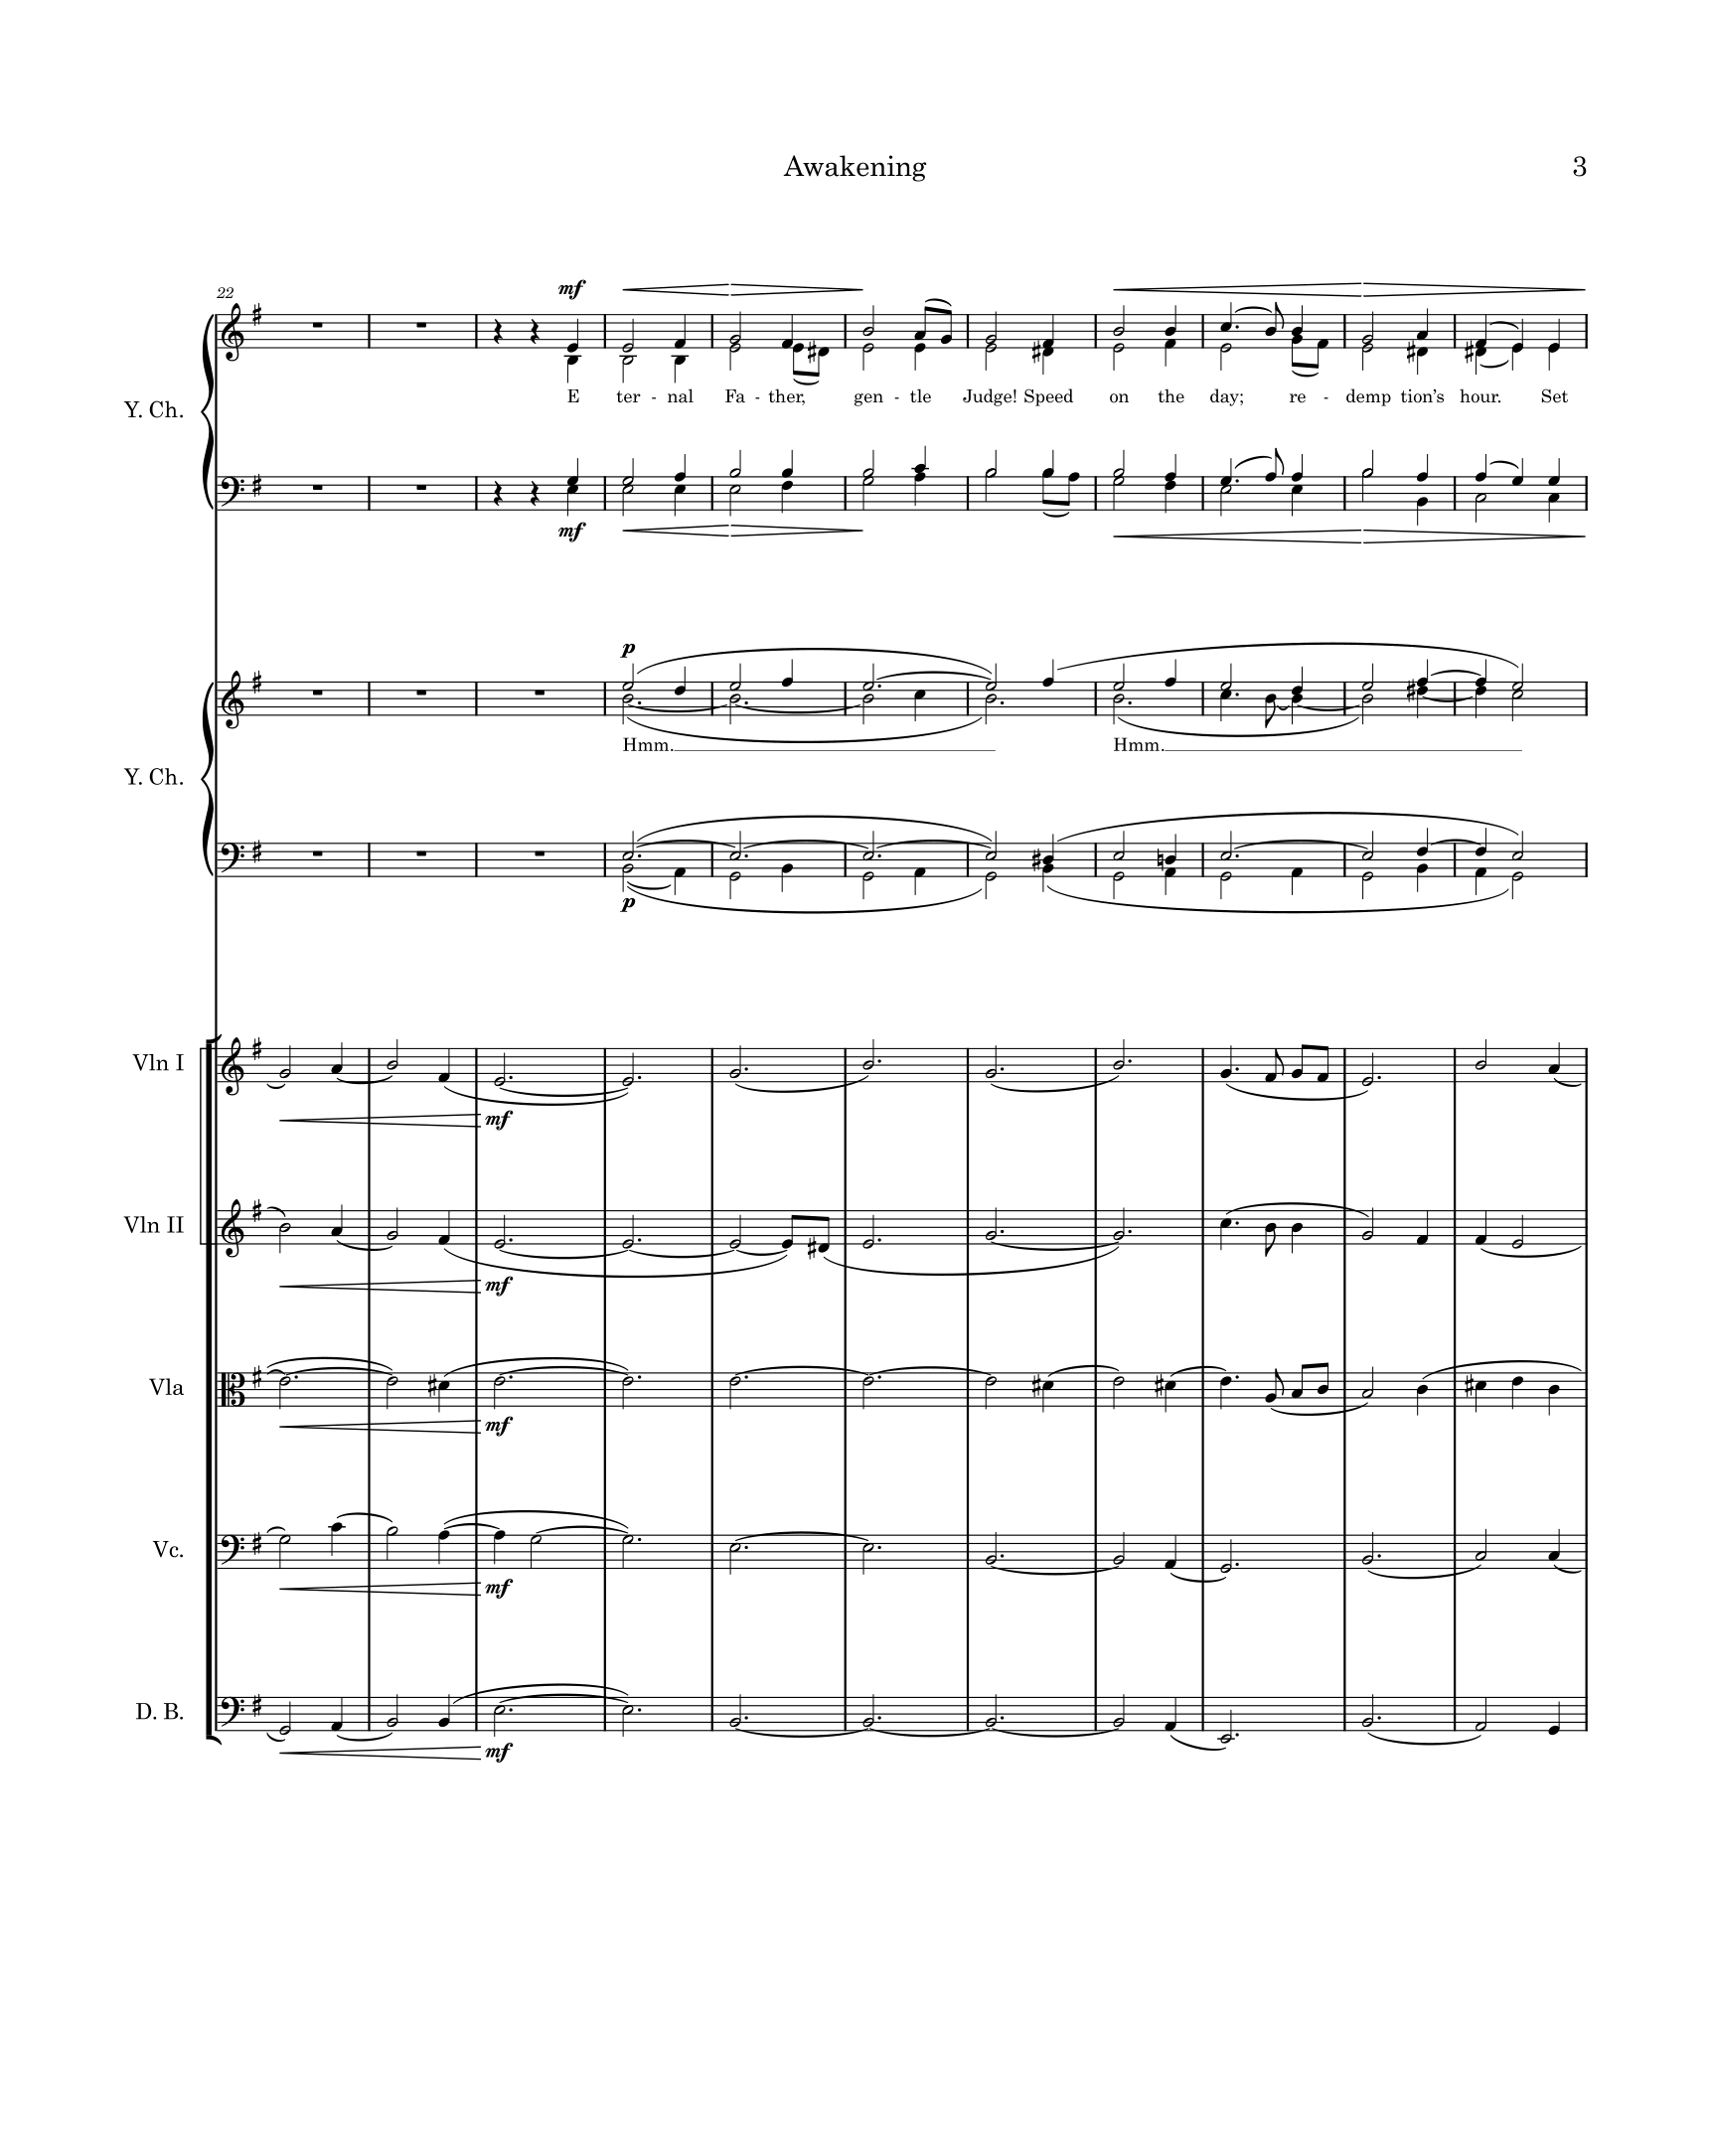 Awakening 3
22
mf
Y. Ch.
E ter - nal Fa - ther, gen - tle Judge! Speed on the day; re - demp tion’s hour. Set
mf
p
Y. Ch.
Hmm. Hmm.
p
Vln I
mf
Vln II
mf
Vla
mf
Vc.
mf
D. B.
mf